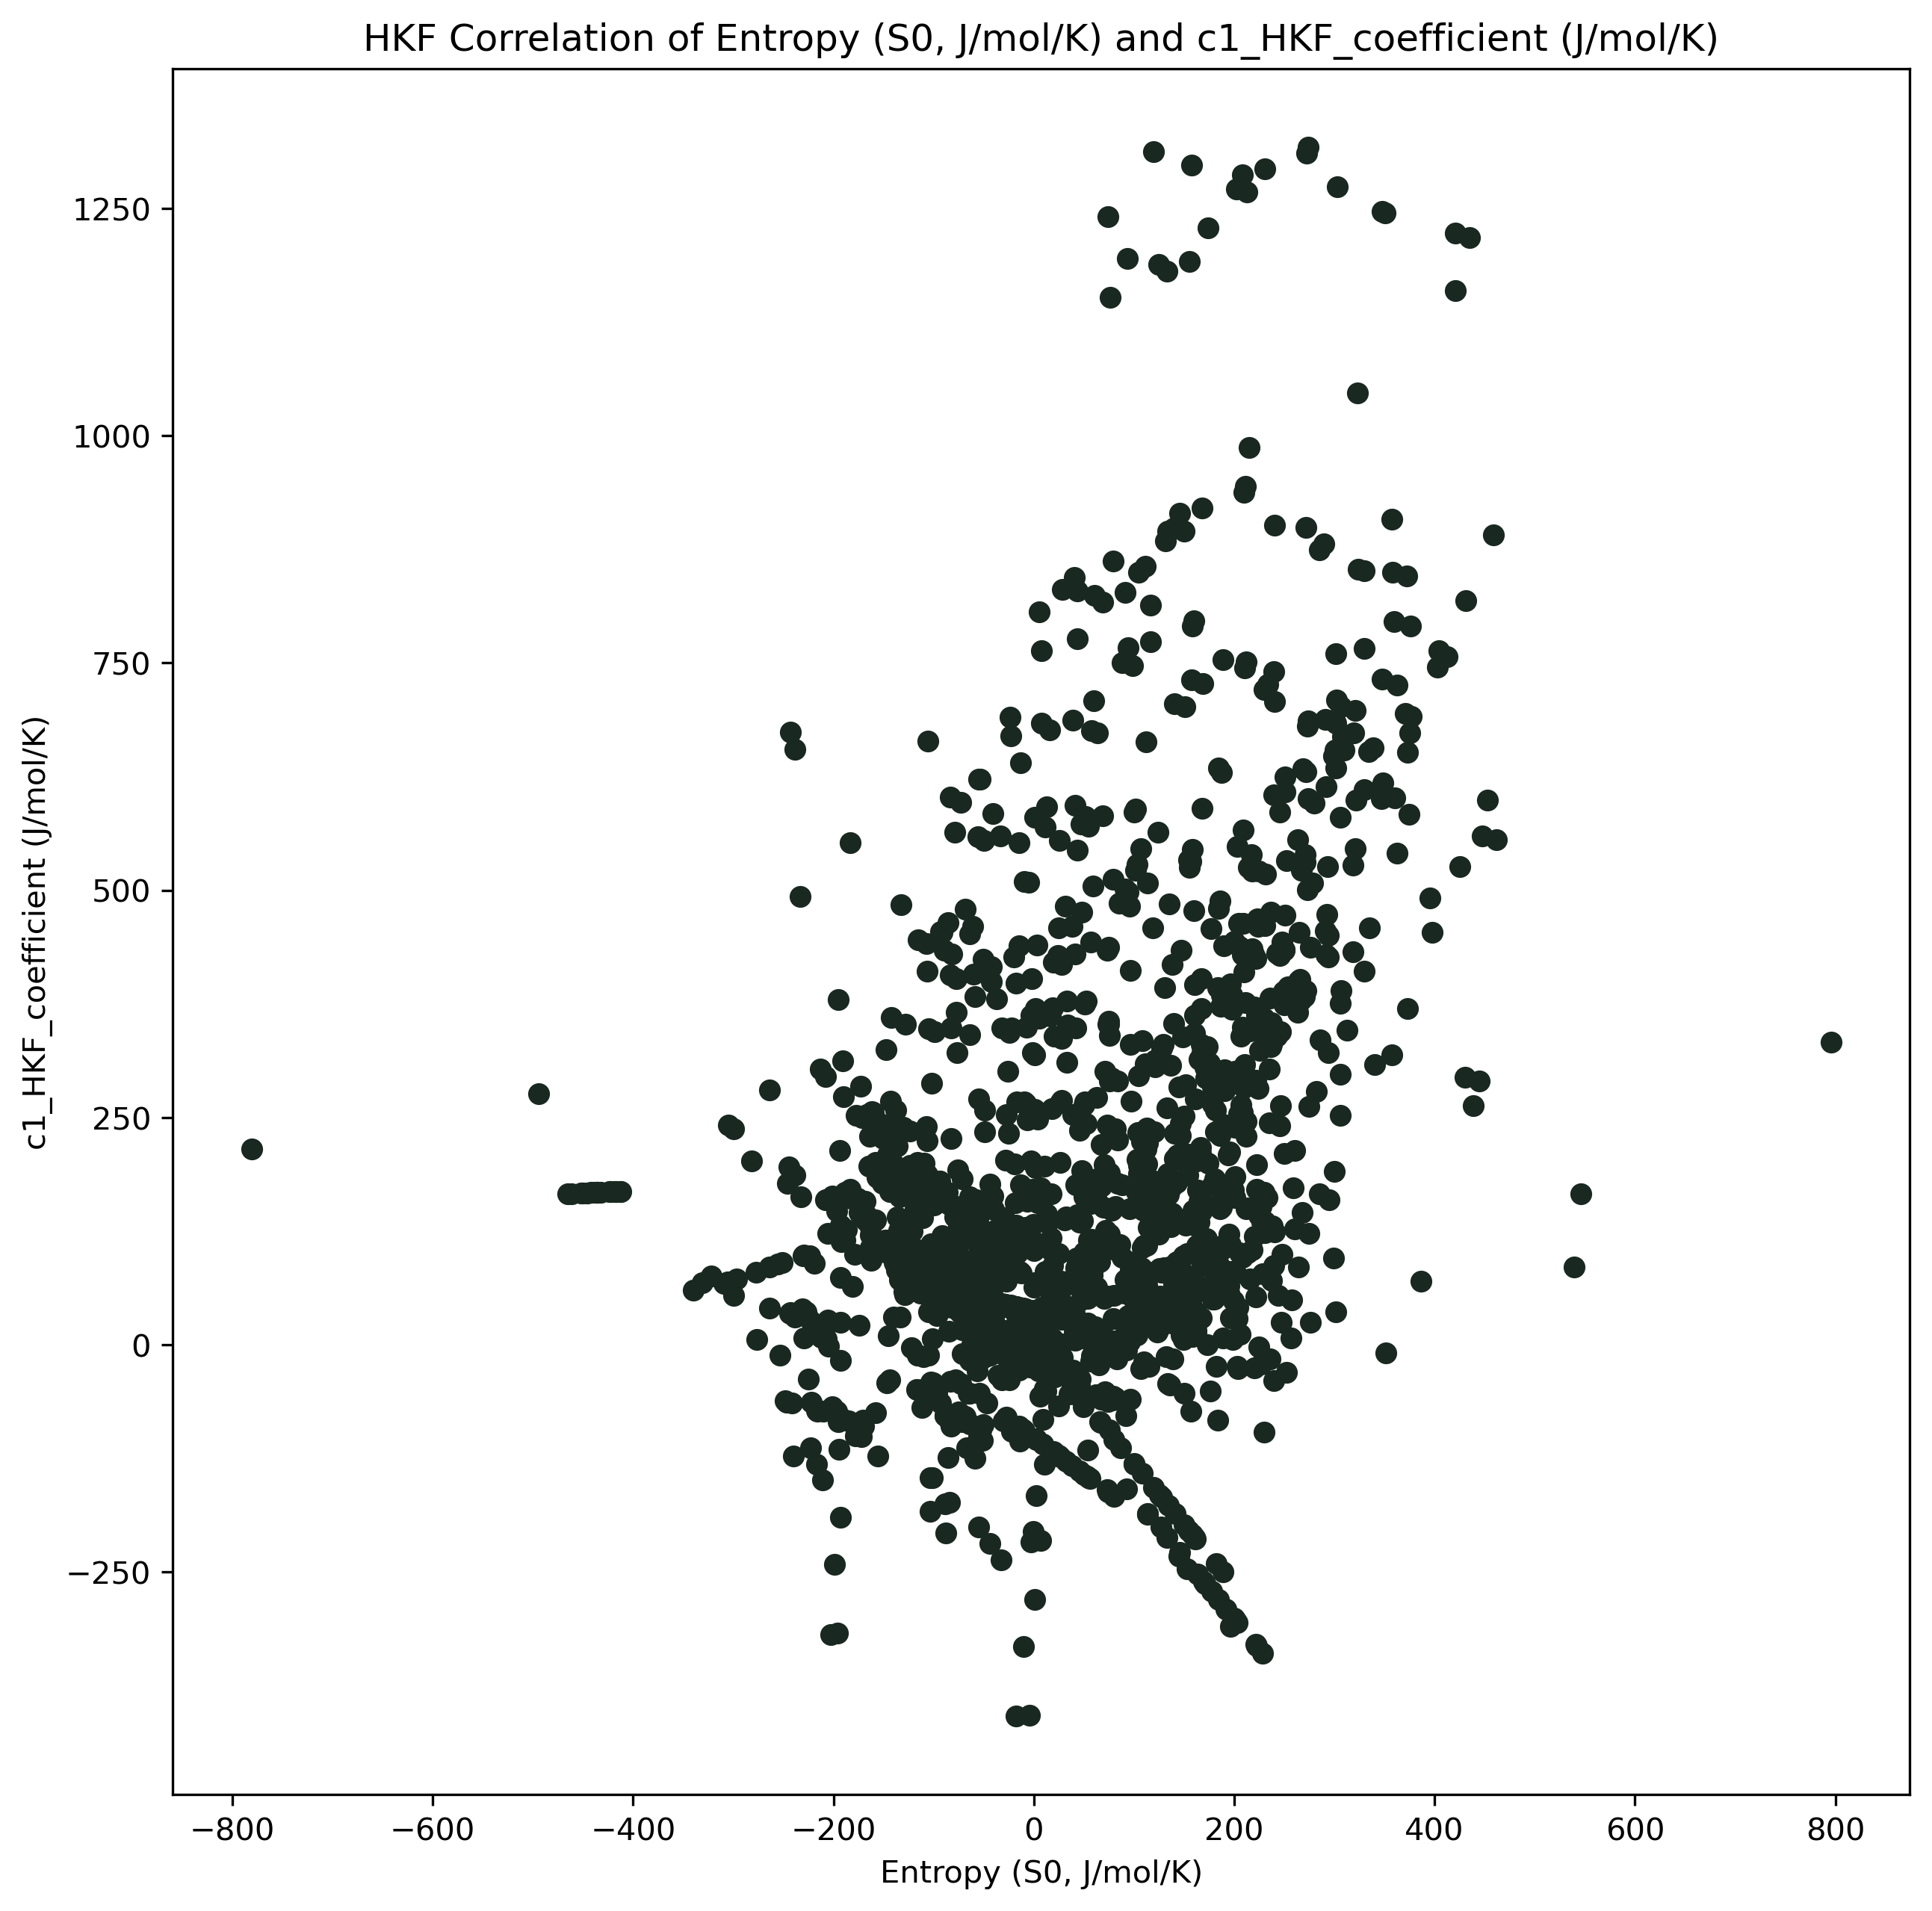 HKF Correlation of Entropy (S0, J/mol/K) and c1_HKF_coefficient (J/mol/K)
c1_HKF_coefficient (J/mol/K)
1250
1000
750
500
250
0
−250
−800 −600 −400 −200 0 200 400 600 800
Entropy (S0, J/mol/K)